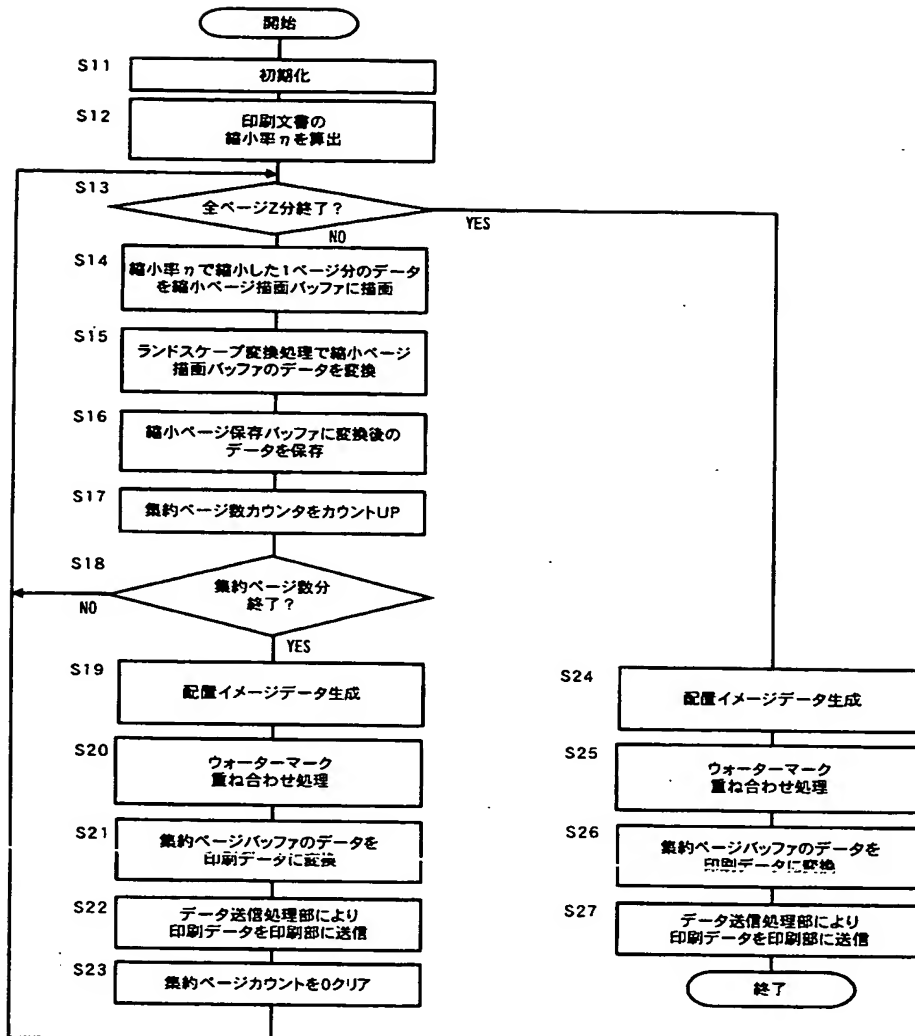 開始
S11
初期化
S12
印刷文書の
縮小率ηを算出
S13
全ページZ分終了？
YES
NO
S14
縮小率ηで縮小した1ページ分のデータ
を縮小ページ描画バッファに描画
S15
ランドスケープ変換処理で縮小ページ
描画バッファのデータを変換
S16
縮小ページ保存バッファに変換後の
データを保存
S17
集約ページ数カウンタをカウントUP
S18
集約ページ数分
終了？
NO
YES
S19
配置イメージデータ生成
S20
ウォーターマーク
重ね合わせ処理
S21
集約ページバッファのデータを
印刷データに変換
S22
データ送信処理部により
印刷データを印刷部に送信
S23
集約ページカウントを0クリア
S24
配置イメージデータ生成
S25
ウォーターマーク
重ね合わせ処理
S26
集約ページバッファのデータを
印刷データに変換
S27
データ送信処理部により
印刷データを印刷部に送信
終了